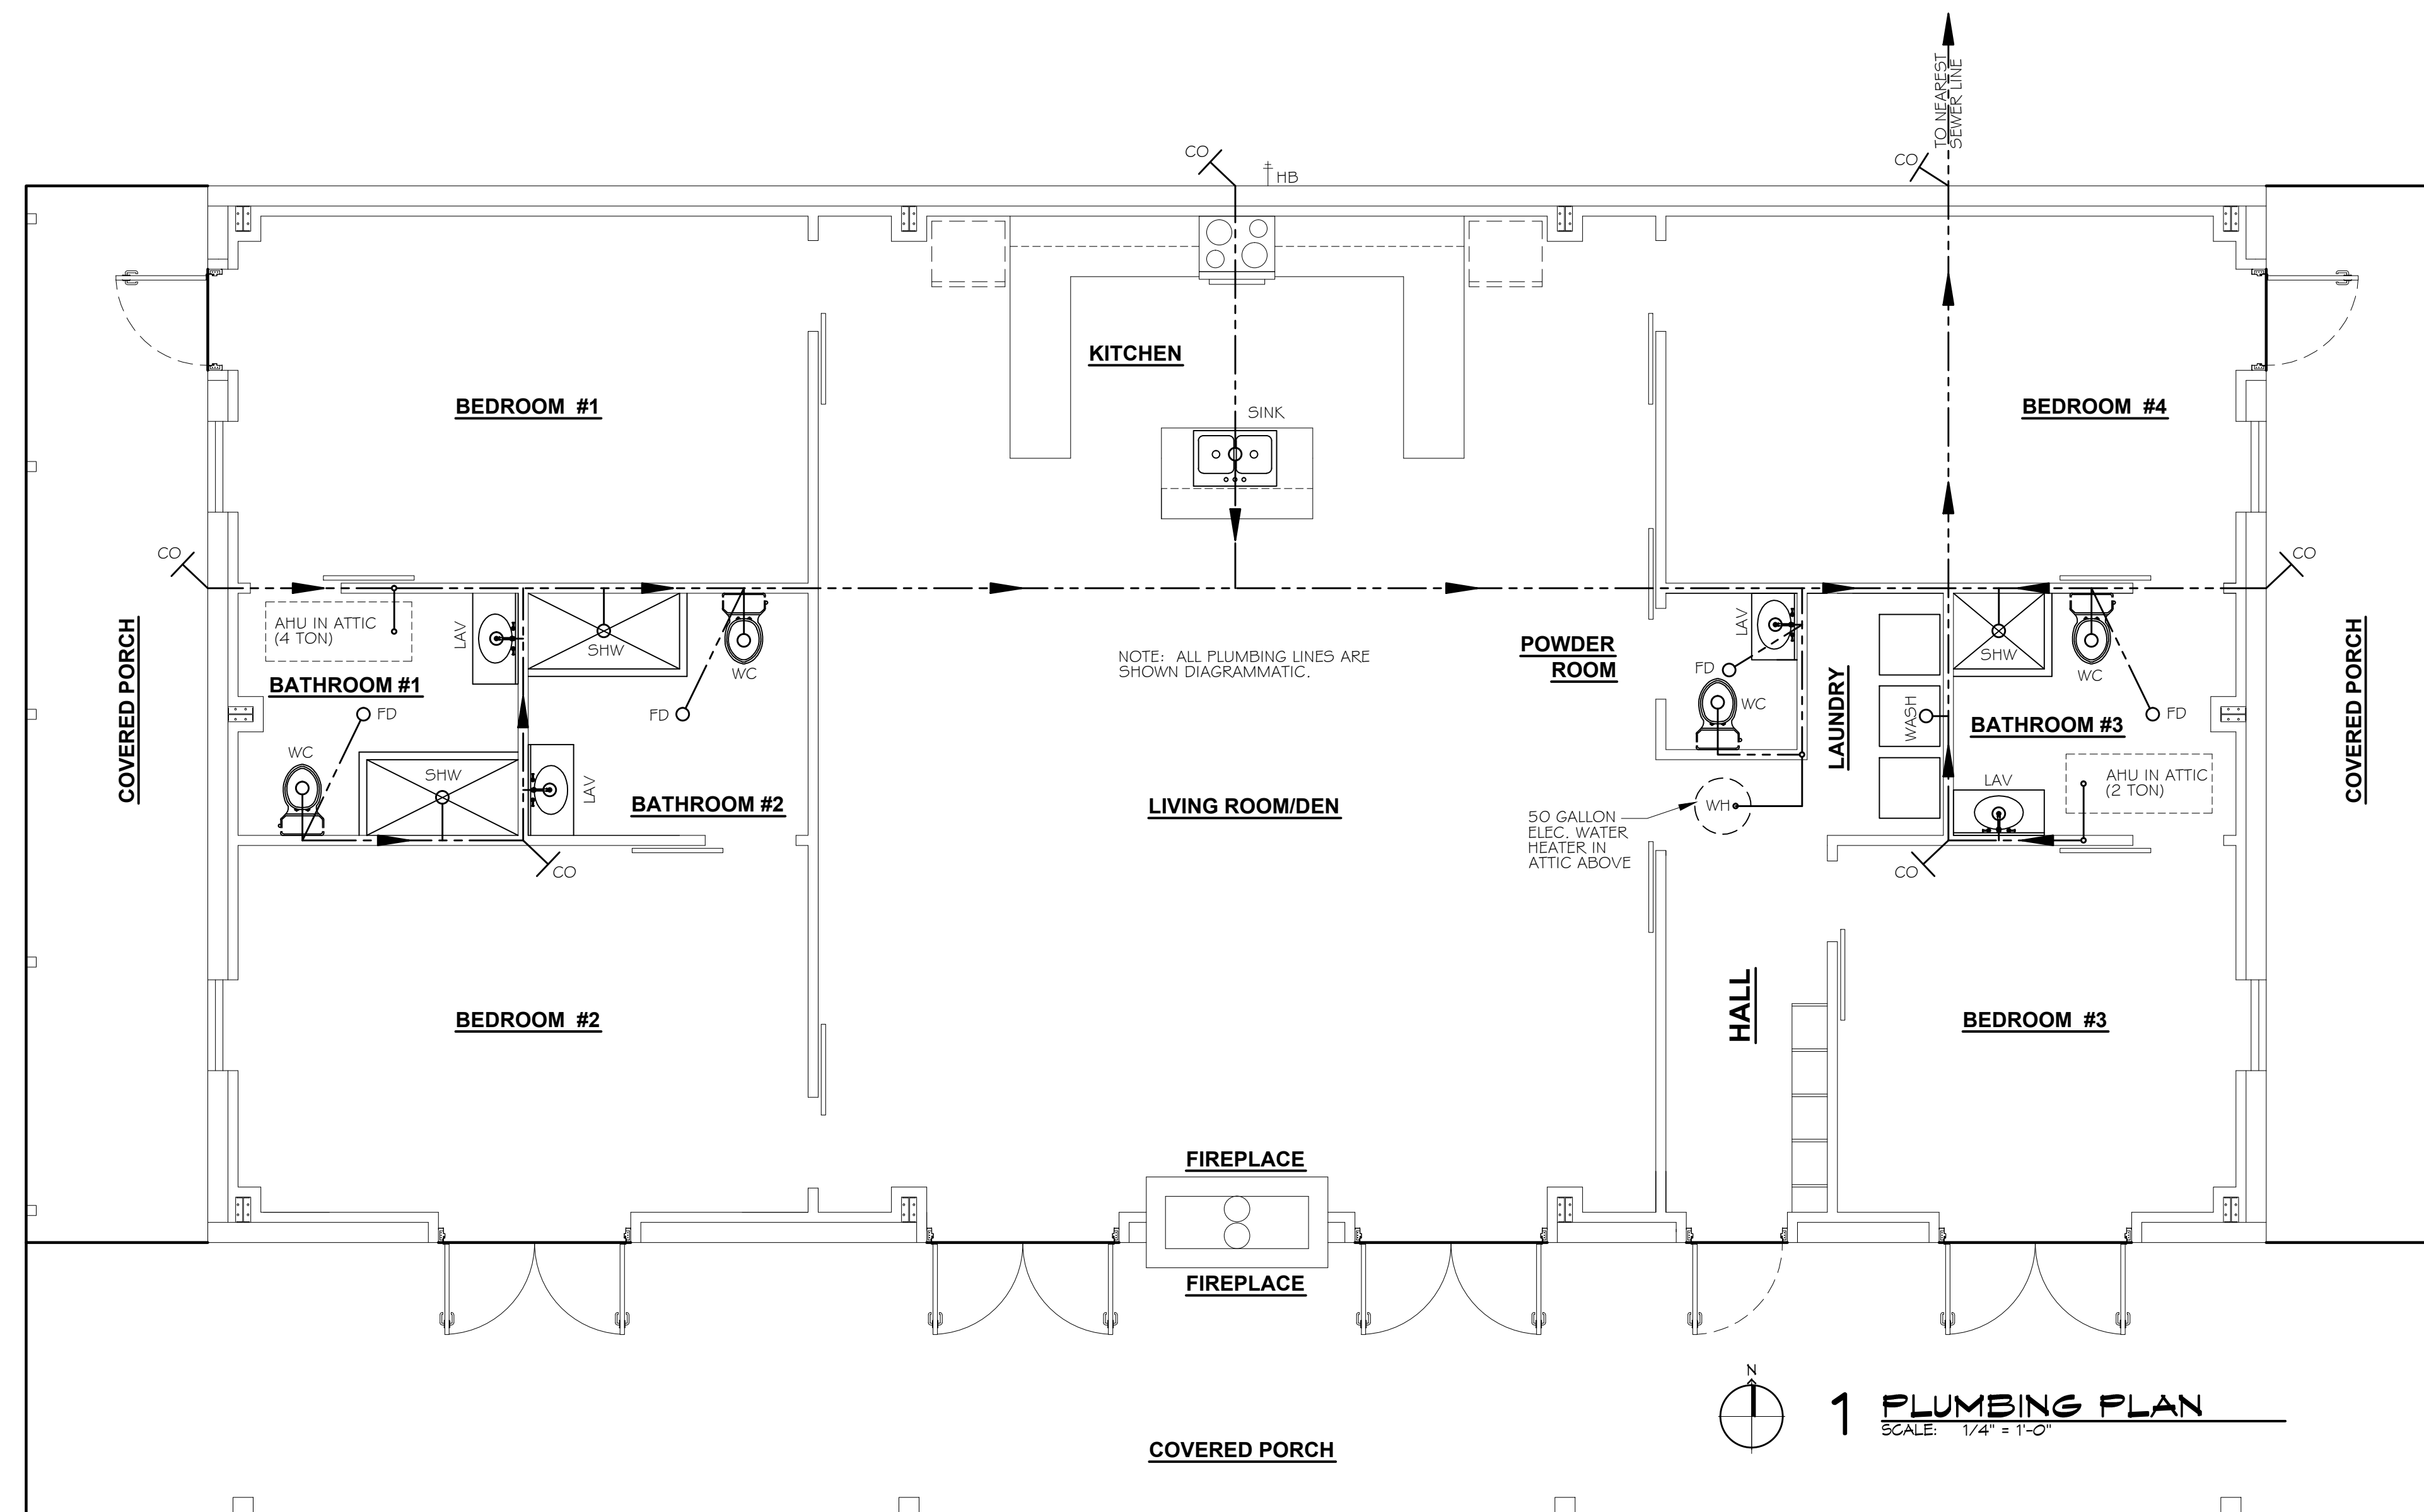 TO NEAREST
SEWER LINE
CO
HB
CO
KITCHEN
BEDROOM #1
SINK
BEDROOM #4
CO
CO
AHU IN ATTIC
(4 TON)
LAV
SHW
WC
BATHROOM #1
FD
FD
WC
SHW
LAV
BATHROOM #2
CO
COVERED PORCH
NOTE: ALL PLUMBING LINES ARE
SHOWN DIAGRAMMATIC.
POWDER
ROOM
LAV
FD
WC
LAUNDRY
WASH
SHW
WC
BATHROOM #3
FD
LAV
AHU IN ATTIC
(2 TON)
COVERED PORCH
LIVING ROOM/DEN
WH
50 GALLON
ELEC. WATER
HEATER IN
ATTIC ABOVE
CO
HALL
BEDROOM #2
BEDROOM #3
FIREPLACE
FIREPLACE
N
1 PLUMBING PLAN
SCALE: 1/4" = 1'-0"
COVERED PORCH